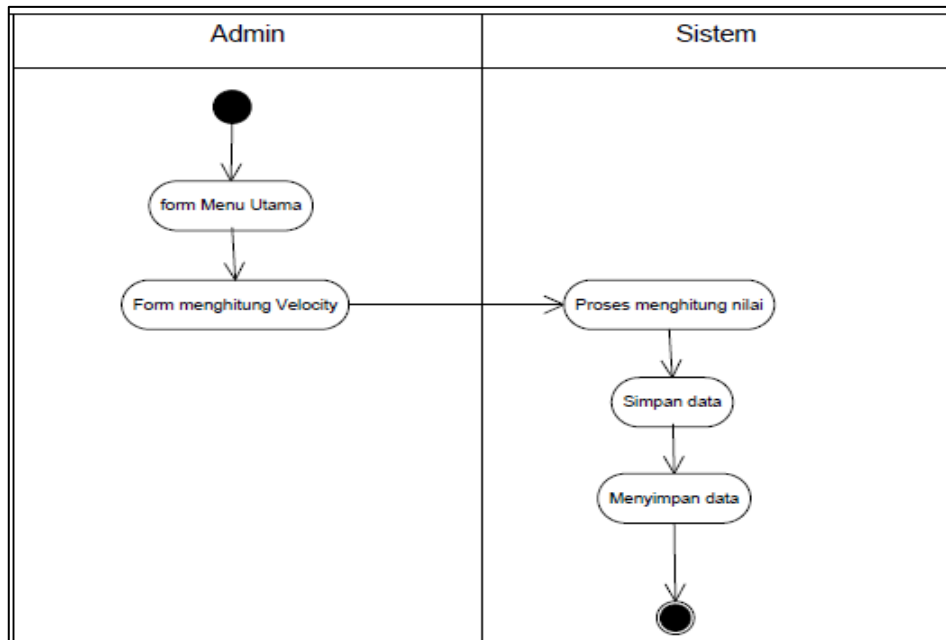 Admin
Sistem
form Menu Utama
Form menghitung Velocity
Proses menghitung nilai
Simpan data
Menyimpan data